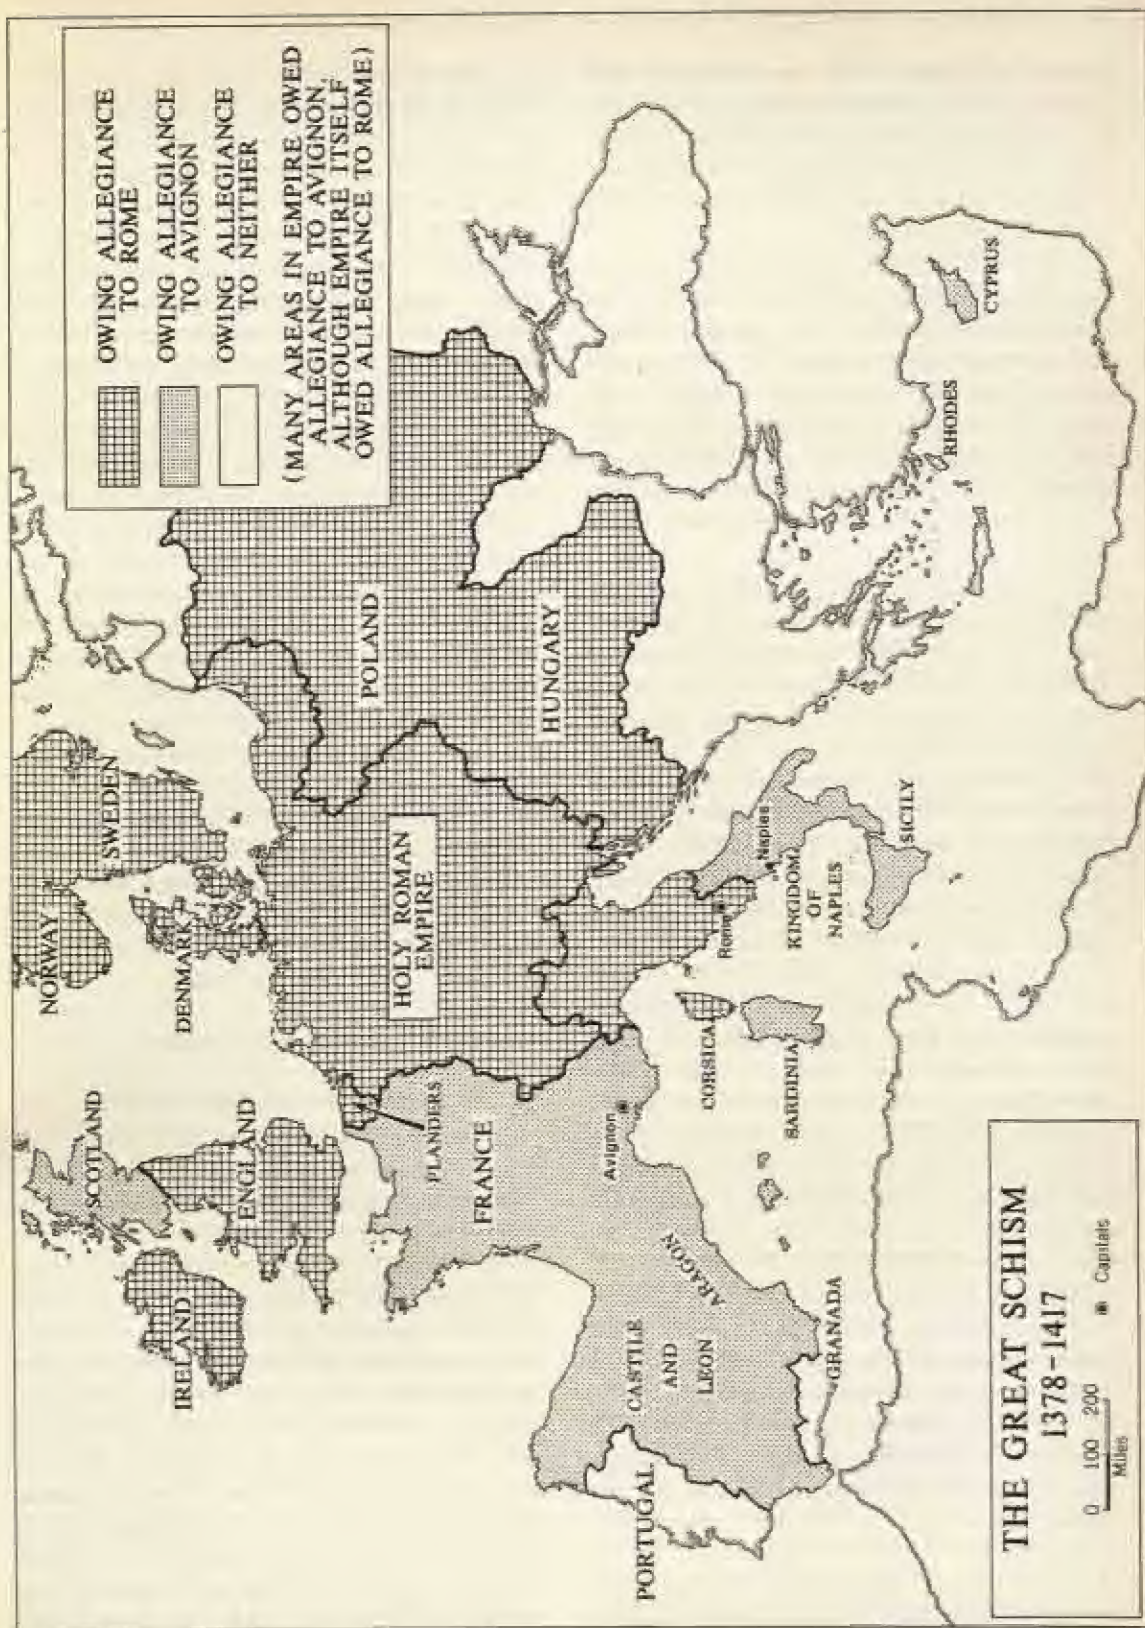 OWING ALLEGIANCE
TO ROME
OWING ALLEGIANCE
TO AVIGNON
OWING ALLEGIANCE
TO NEITHER
(MANY AREAS IN EMPIRE OWED
ALLEGIANCE TO AVIGNON,
ALTHOUGH EMPIRE ITSELF
OWED ALLEGIANCE TO ROME)
NORWAY
SWEDEN
DENMARK
SCOTLAND
ENGLAND
IRELAND
PLANDERS
FRANCE
HOLY ROMAN
EMPIRE
POLAND
HUNGARY
Avignon
ARAGON
CASTILE
AND
LEON
PORTUGAL
GRANADA
CORSICA
SARDINIA
Rome
Naples
KINGDOM
OF
NAPLES
SICILY
RHODES
CYPRUS
THE GREAT SCHISM
1378-1417
0 100 200
Miles
Capitals